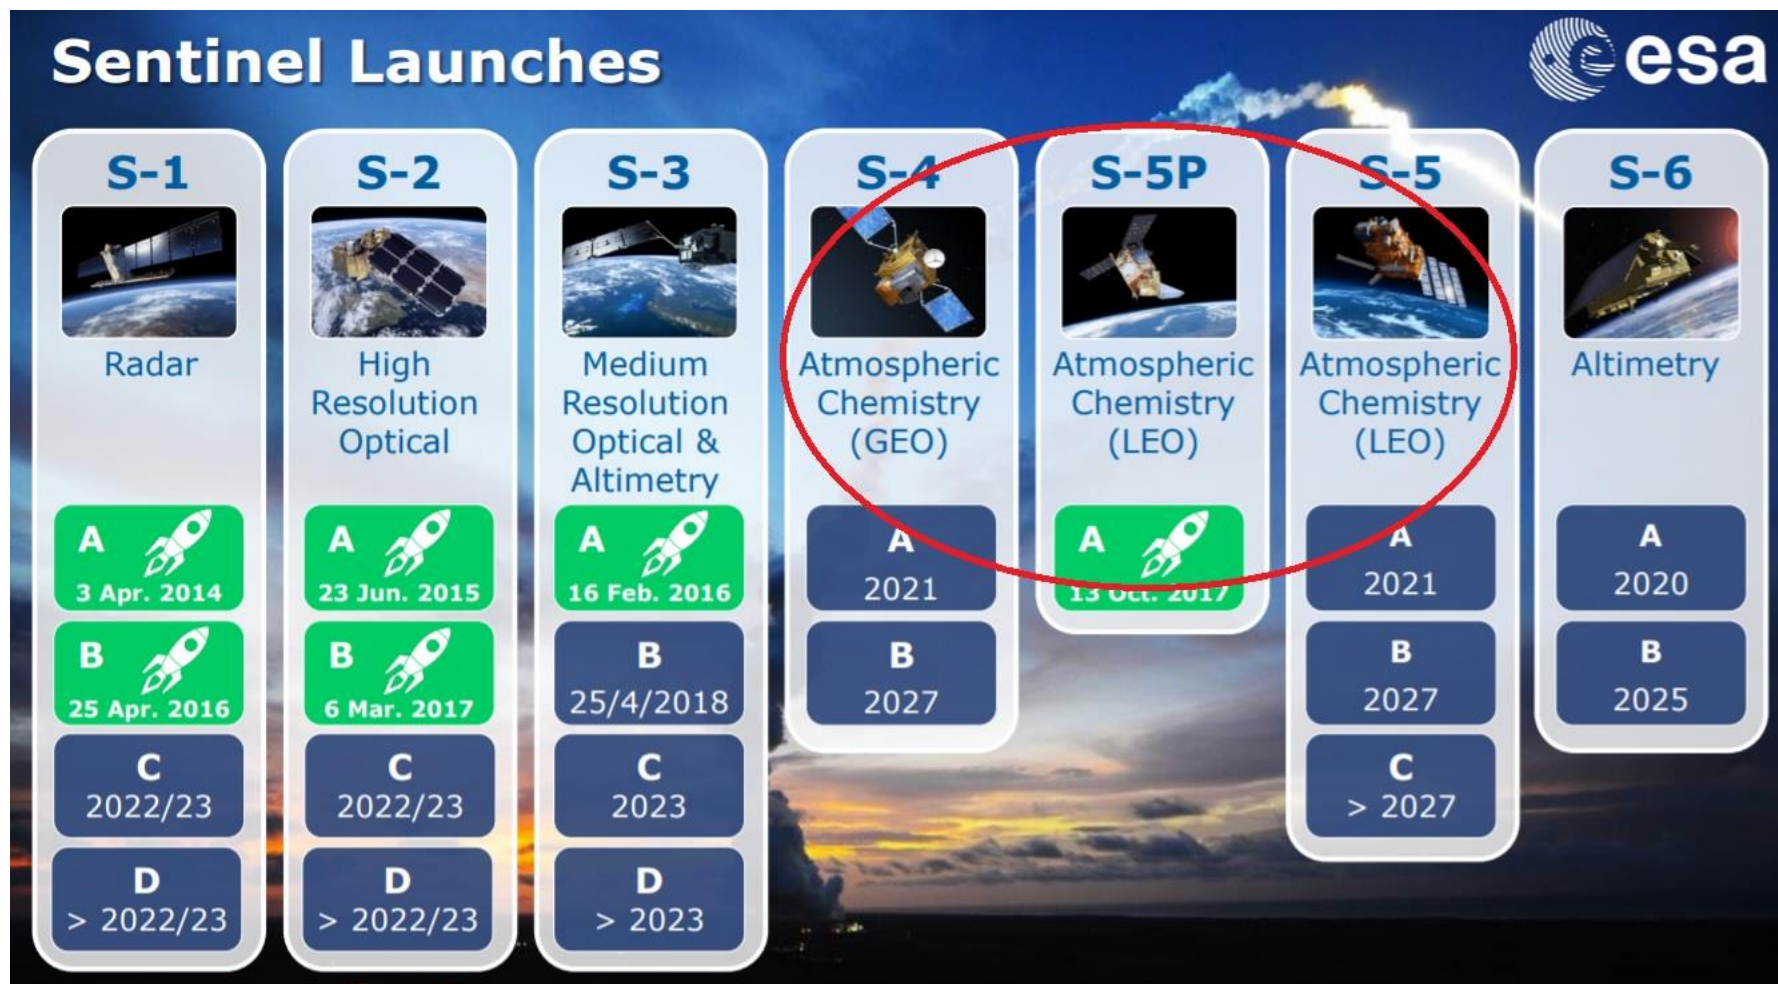 Sentinel Launches
esa
S-1
Radar
A
3 Apr. 2014
B
25 Apr. 2016
C
2022/23
D
> 2022/23
S-2
High
Resolution
Optical
A
23 Jun. 2015
B
6 Mar. 2017
C
2022/23
D
> 2022/23
S-3
Medium
Resolution
Optical &
Altimetry
A
16 Feb. 2016
B
25/4/2018
C
2023
D
> 2023
S-4
Atmospheric
Chemistry
(GEO)
A
2021
B
2027
S-5P
Atmospheric
Chemistry
(LEO)
A
13 Oct. 2017
S-5
Atmospheric
Chemistry
(LEO)
A
2021
B
2027
C
> 2027
S-6
Altimetry
A
2020
B
2025